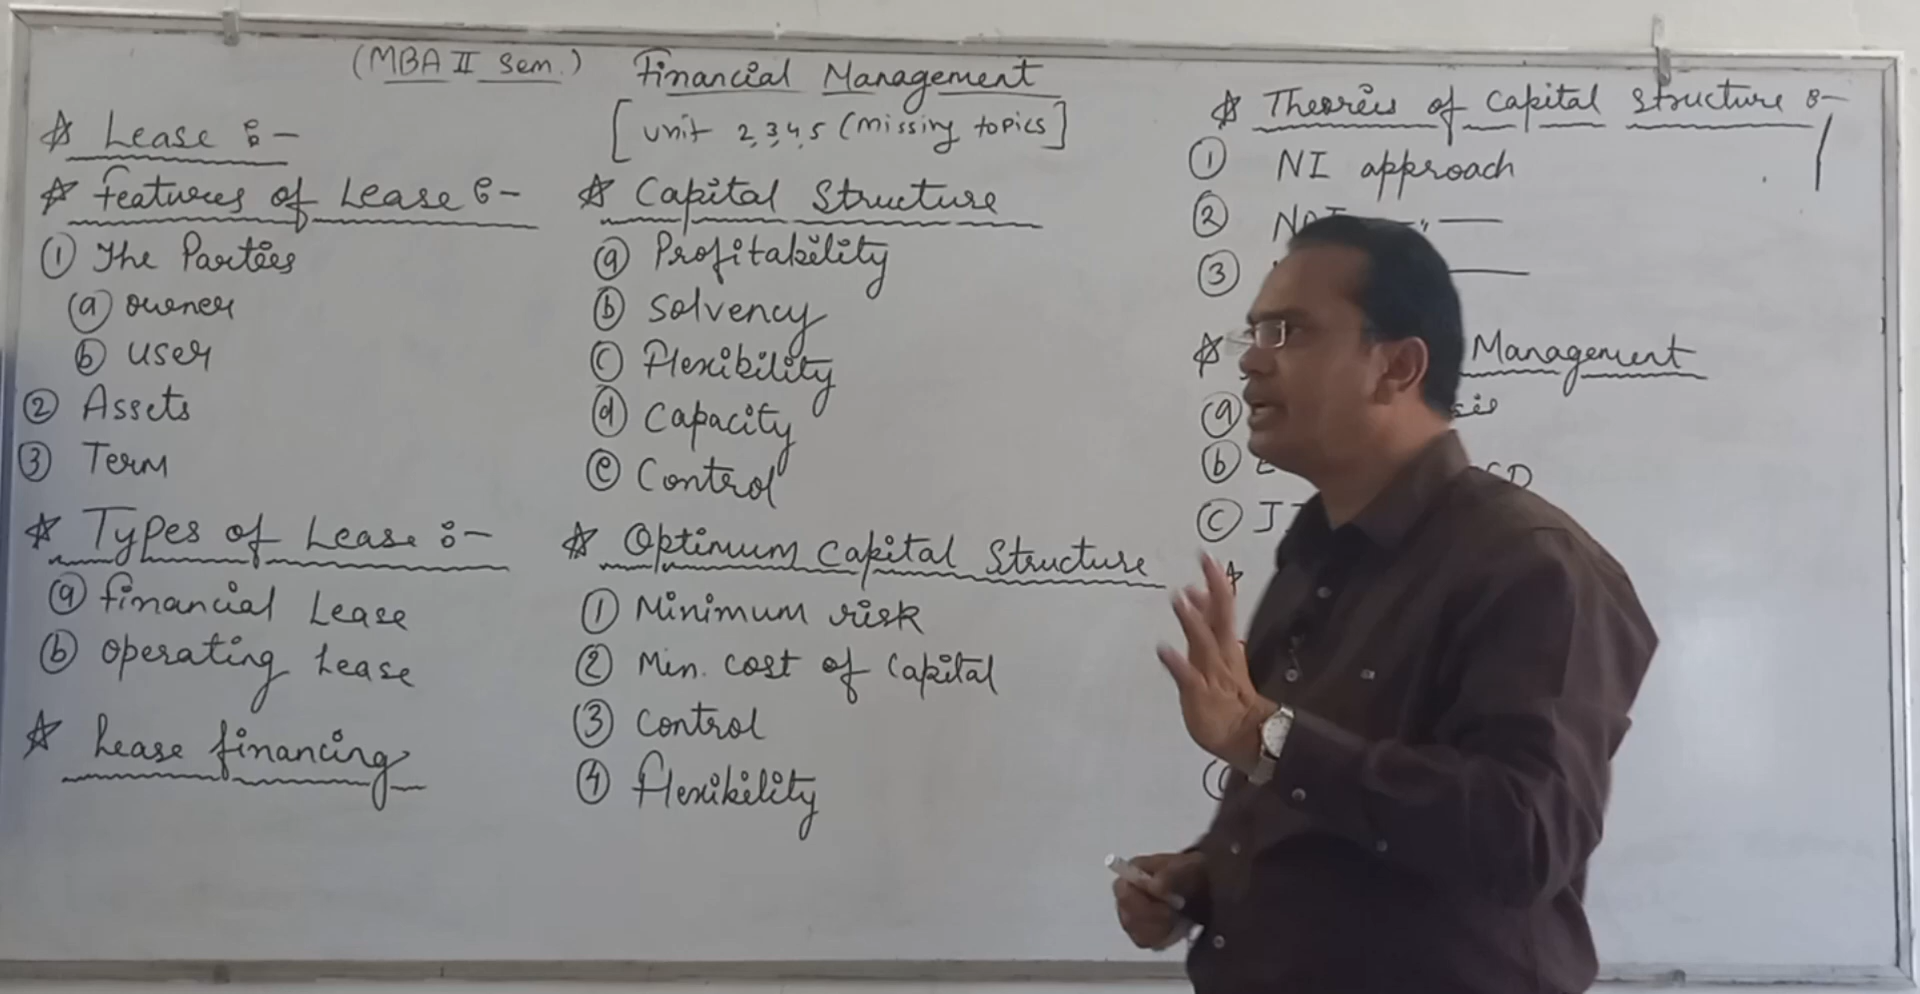 (MBA II Sem.) Financial Management
[Unit 2,3,4,5 (Missing topics]
☆ Lease :-
☆ Features of Lease :-
① The Parties
(a) owner
(b) user
② Assets
③ Term
☆ Types of Lease :-
(a) financial Lease
(b) operating Lease
☆ Lease financing
☆ Capital Structure
(a) Profitability
(b) Solvency
(c) Flexibility
(d) Capacity
(e) Control
☆ Optimum Capital Structure
① Minimum risk
② Min. cost of Capital
③ Control
④ Flexibility
☆ Theories of Capital Structure :-
① NI approach
② —〃—
③ —
☆ Management
(a)
(b)
(c)